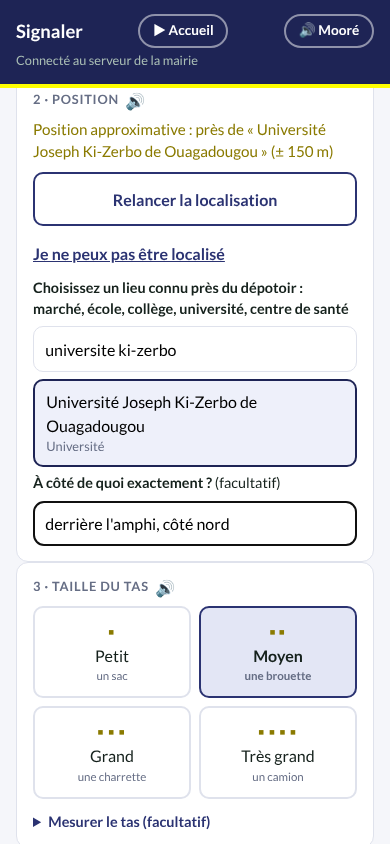 Signaler
▶ Accueil
🔊 Mooré
Connecté au serveur de la mairie
2 · POSITION 🔊
Position approximative : près de « Université
Joseph Ki-Zerbo de Ouagadougou » (± 150 m)
Relancer la localisation
Je ne peux pas être localisé
Choisissez un lieu connu près du dépotoir :
marché, école, collège, université, centre de santé
universite ki-zerbo
Université Joseph Ki-Zerbo de
Ouagadougou
Université
À côté de quoi exactement ? (facultatif)
derrière l'amphi, côté nord
3 · TAILLE DU TAS 🔊
Petit
un sac
Moyen
une brouette
Grand
une charrette
Très grand
un camion
▶ Mesurer le tas (facultatif)